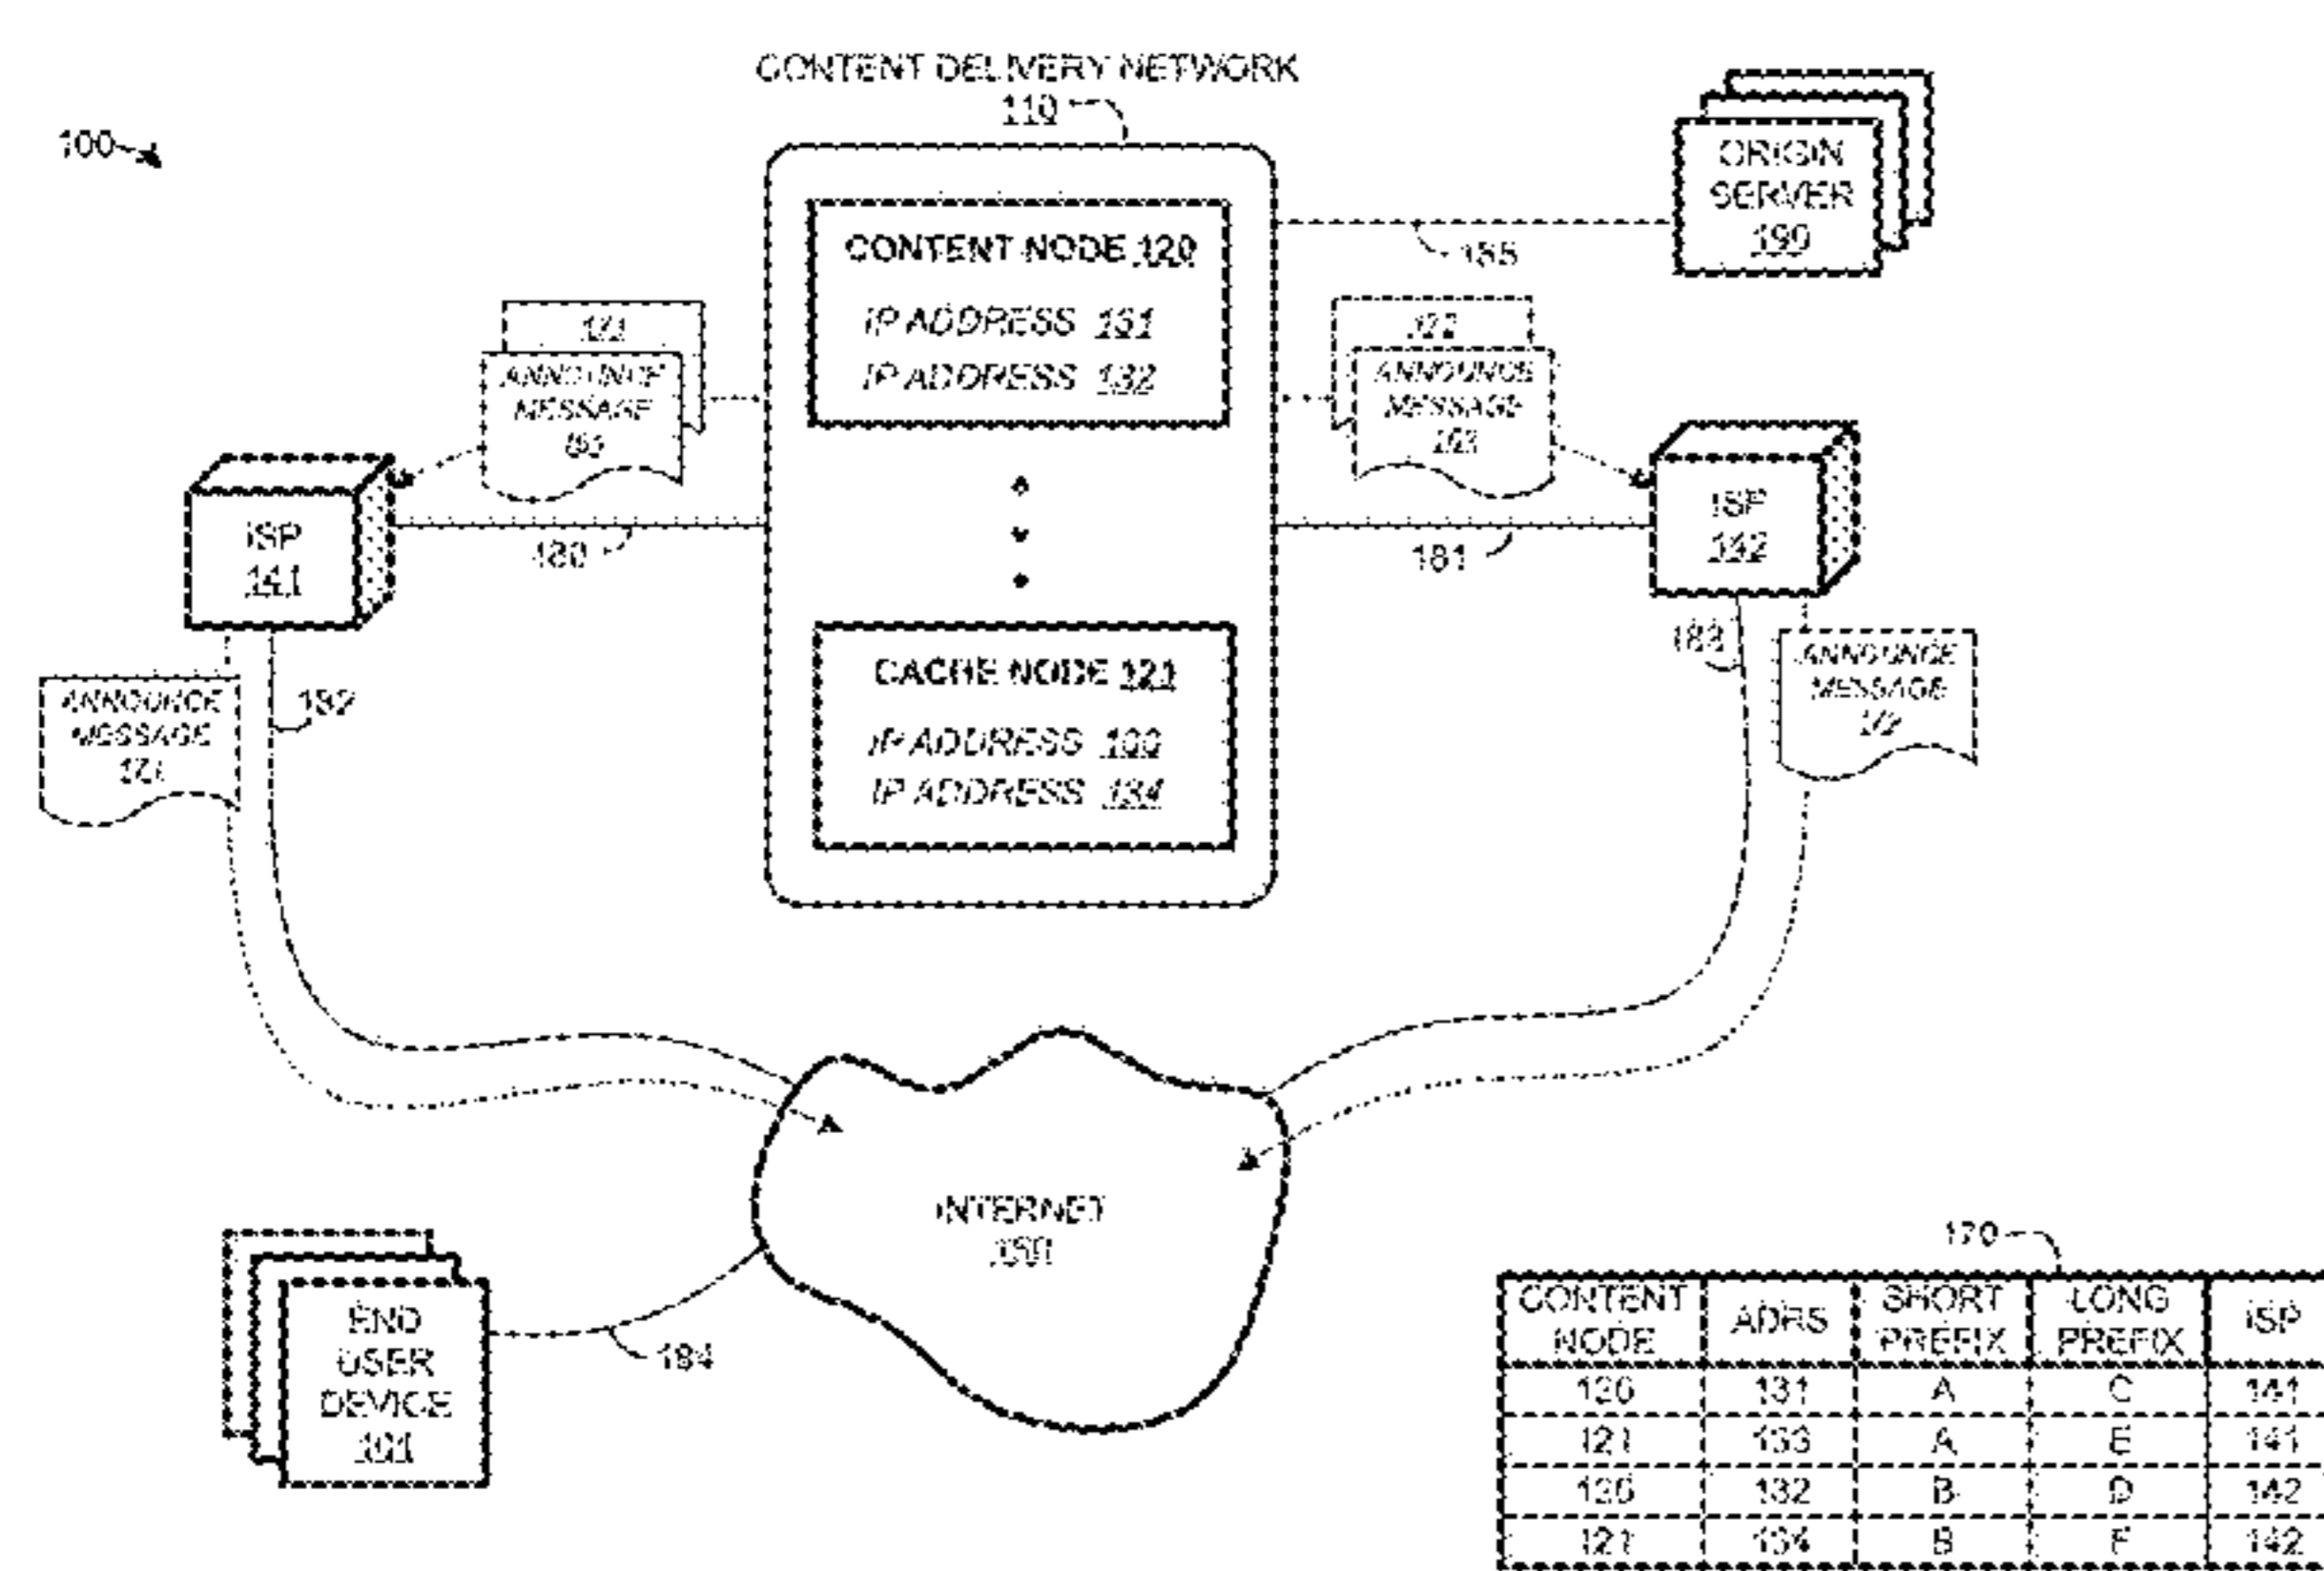 CONTENT DELIVERY NETWORK
110
100
ORIGIN
SERVER
190
CONTENT NODE 120
IP ADDRESS 131
IP ADDRESS 132
185
ANNOUNCE
MESSAGE
ANNOUNCE
MESSAGE
ISP
141
180
181
ISP
142
CACHE NODE 121
IP ADDRESS
IP ADDRESS 134
ANNOUNCE
MESSAGE
183
ANNOUNCE
MESSAGE
INTERNET
150
END
USER
DEVICE
101
184
170
CONTENT NODE ADRS SHORT PREFIX LONG PREFIX ISP
120 131 A C 141
121 133 A E 141
120 132 B D 142
121 134 B F 142